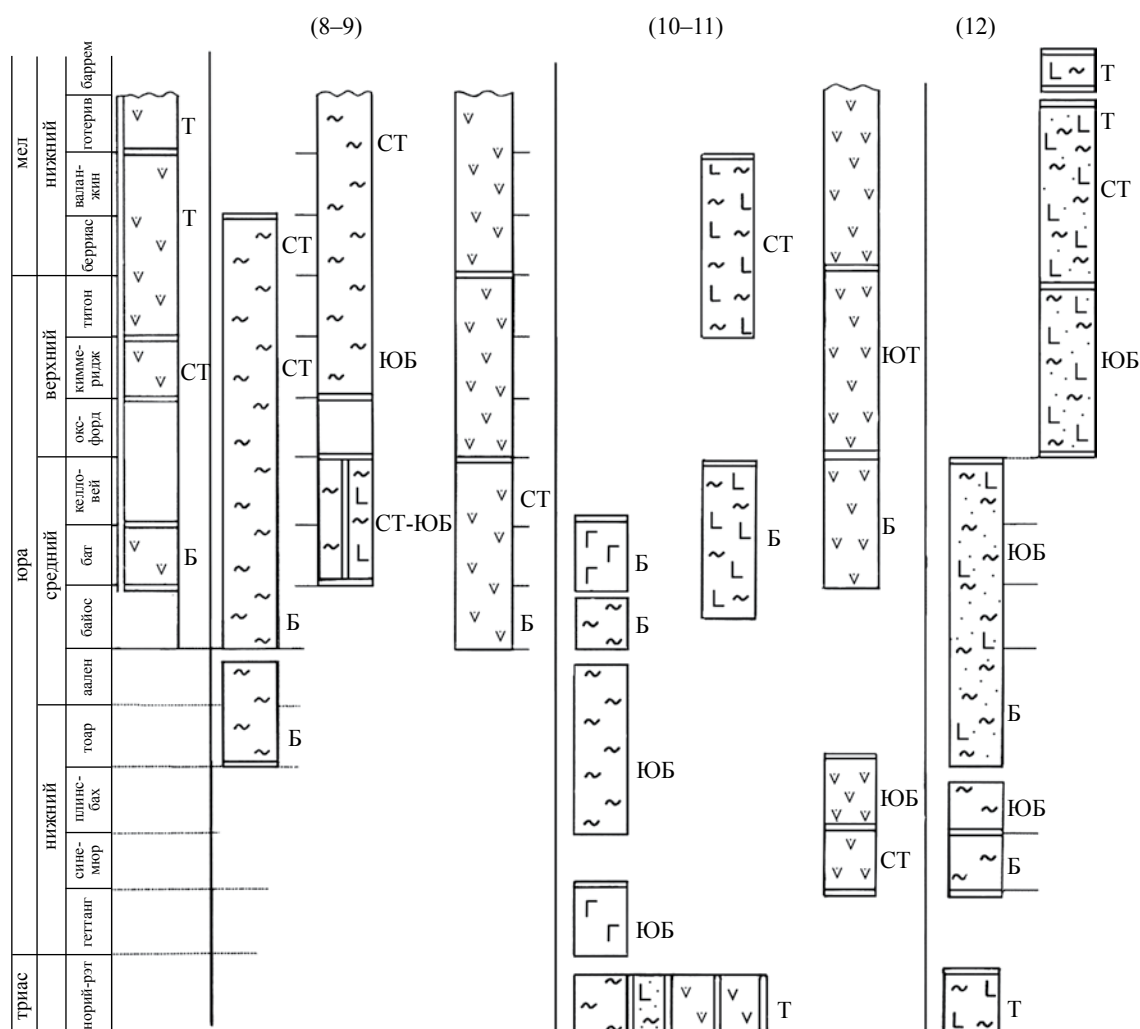 (8–9)
(10–11)
(12)
мел
нижний
баррем
готерив
валан-
жин
берриас
юра
верхний
титон
кимме-
ридж
окс-
форд
средний
келло-
вей
бат
байос
аален
нижний
тоар
плинс-
бах
сине-
мюр
геттанг
триас
норий-рэт
Т
Т
СТ
Б
СТ
СТ
Б
Б
СТ
ЮБ
СТ-ЮБ
СТ
Б
Б
Б
ЮБ
ЮБ
СТ
Б
Т
ЮТ
Б
ЮБ
СТ
Т
Т
СТ
ЮБ
ЮБ
Б
ЮБ
Б
Т